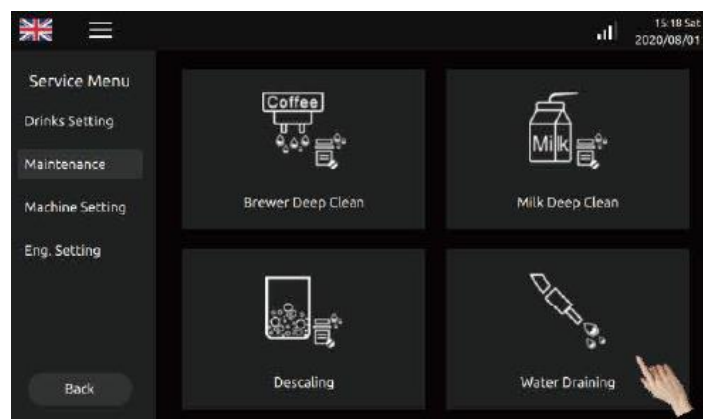 15:18 Sat
2020/08/01
Service Menu
Drinks Setting
Maintenance
Machine Setting
Eng. Setting
Back
Coffee
Brewer Deep Clean
Milk
Milk Deep Clean
Descaling
Water Draining